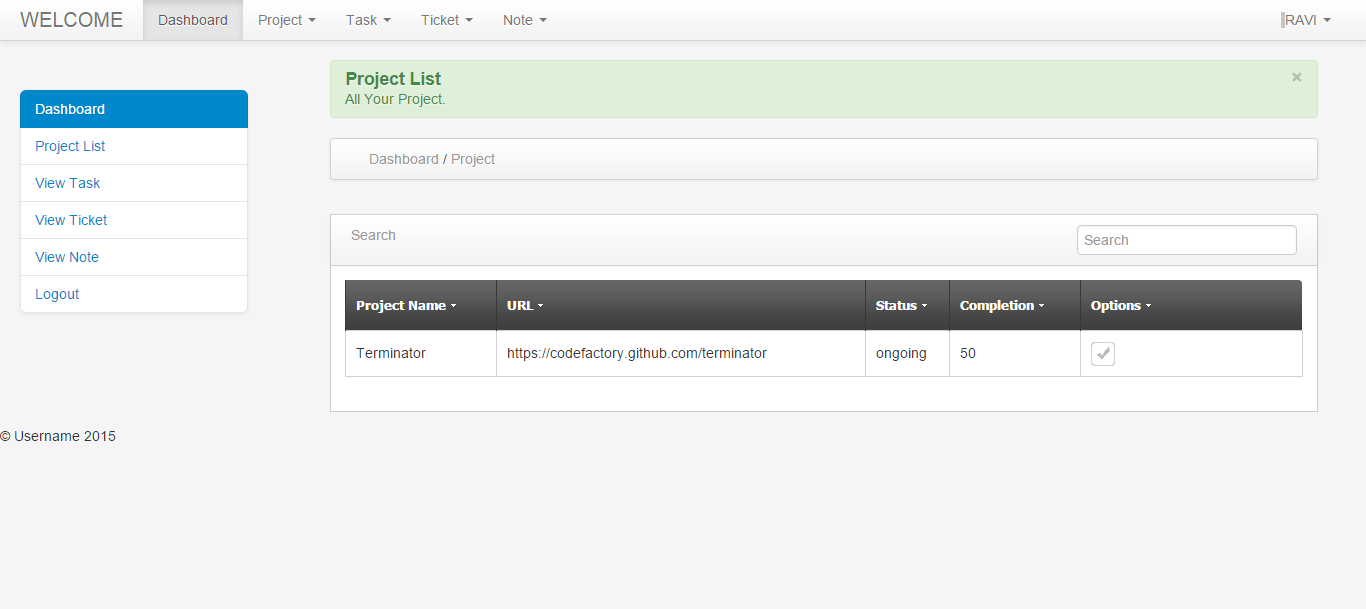 WELCOME Dashboard Project Task Ticket Note RAVI
Project List ×
All Your Project.
Dashboard
Project List
View Task
View Ticket
View Note
Logout
Dashboard / Project
Search Search
Project Name URL Status Completion Options
Terminator https://codefactory.github.com/terminator ongoing 50
© Username 2015